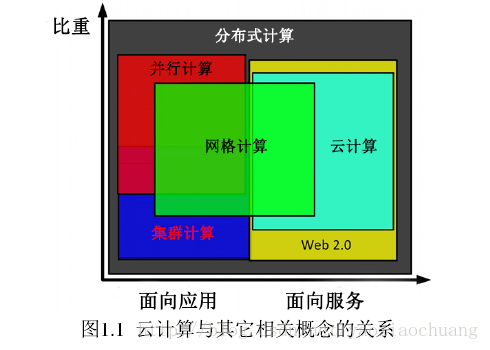 比重
分布式计算
并行计算
网格计算
云计算
集群计算
Web 2.0
面向应用
面向服务
图1.1 云计算与其它相关概念的关系